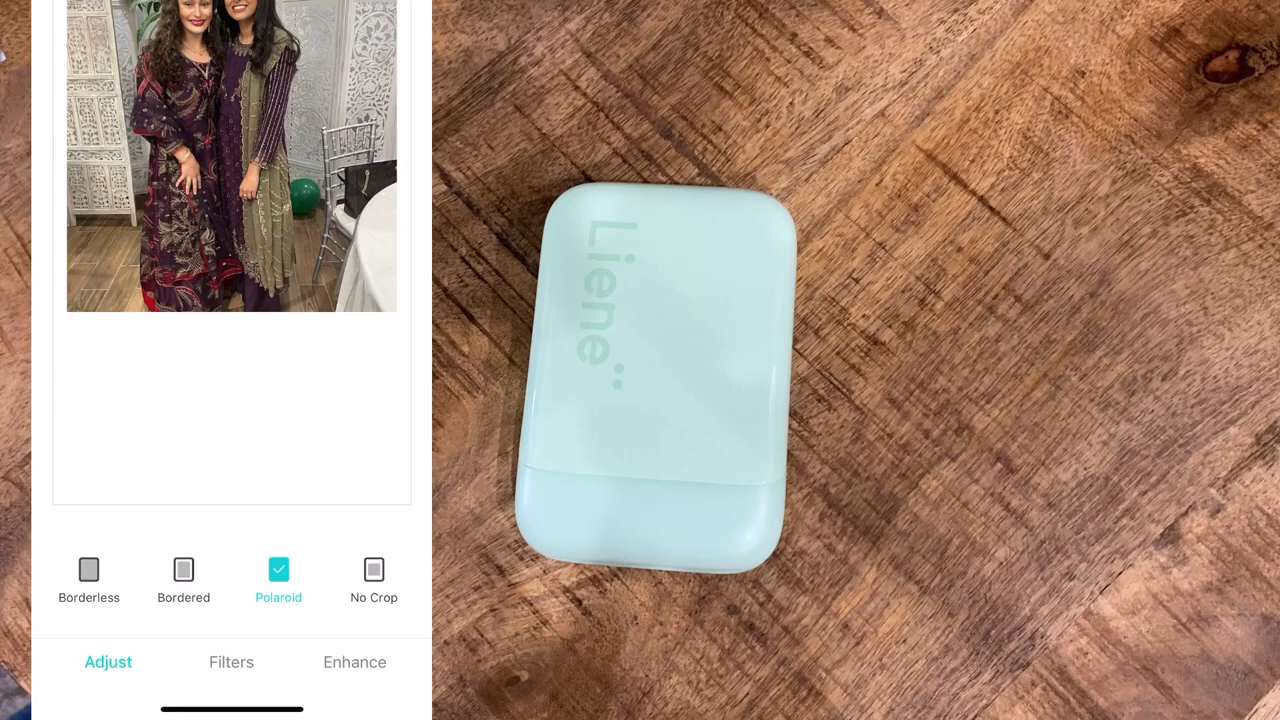 Liene
Borderless
Bordered
Polaroid
No Crop
Adjust
Filters
Enhance